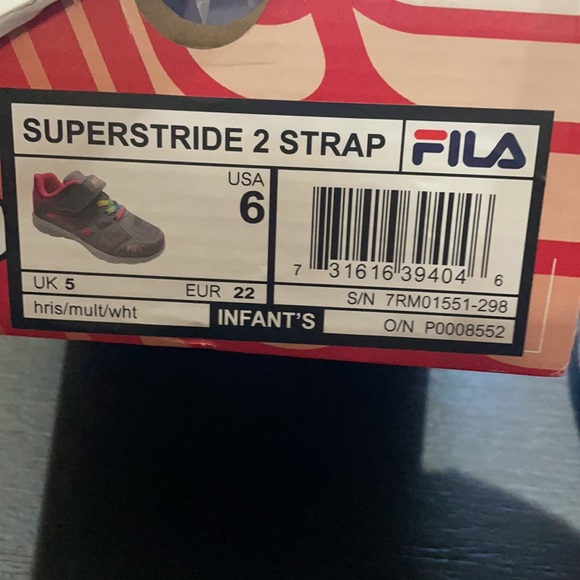 SUPERSTRIDE 2 STRAP
FILA
USA
6
7 31616 39404 6
UK 5
EUR 22
S/N 7RM01551-298
hris/mult/wht
INFANT'S
O/N P0008552